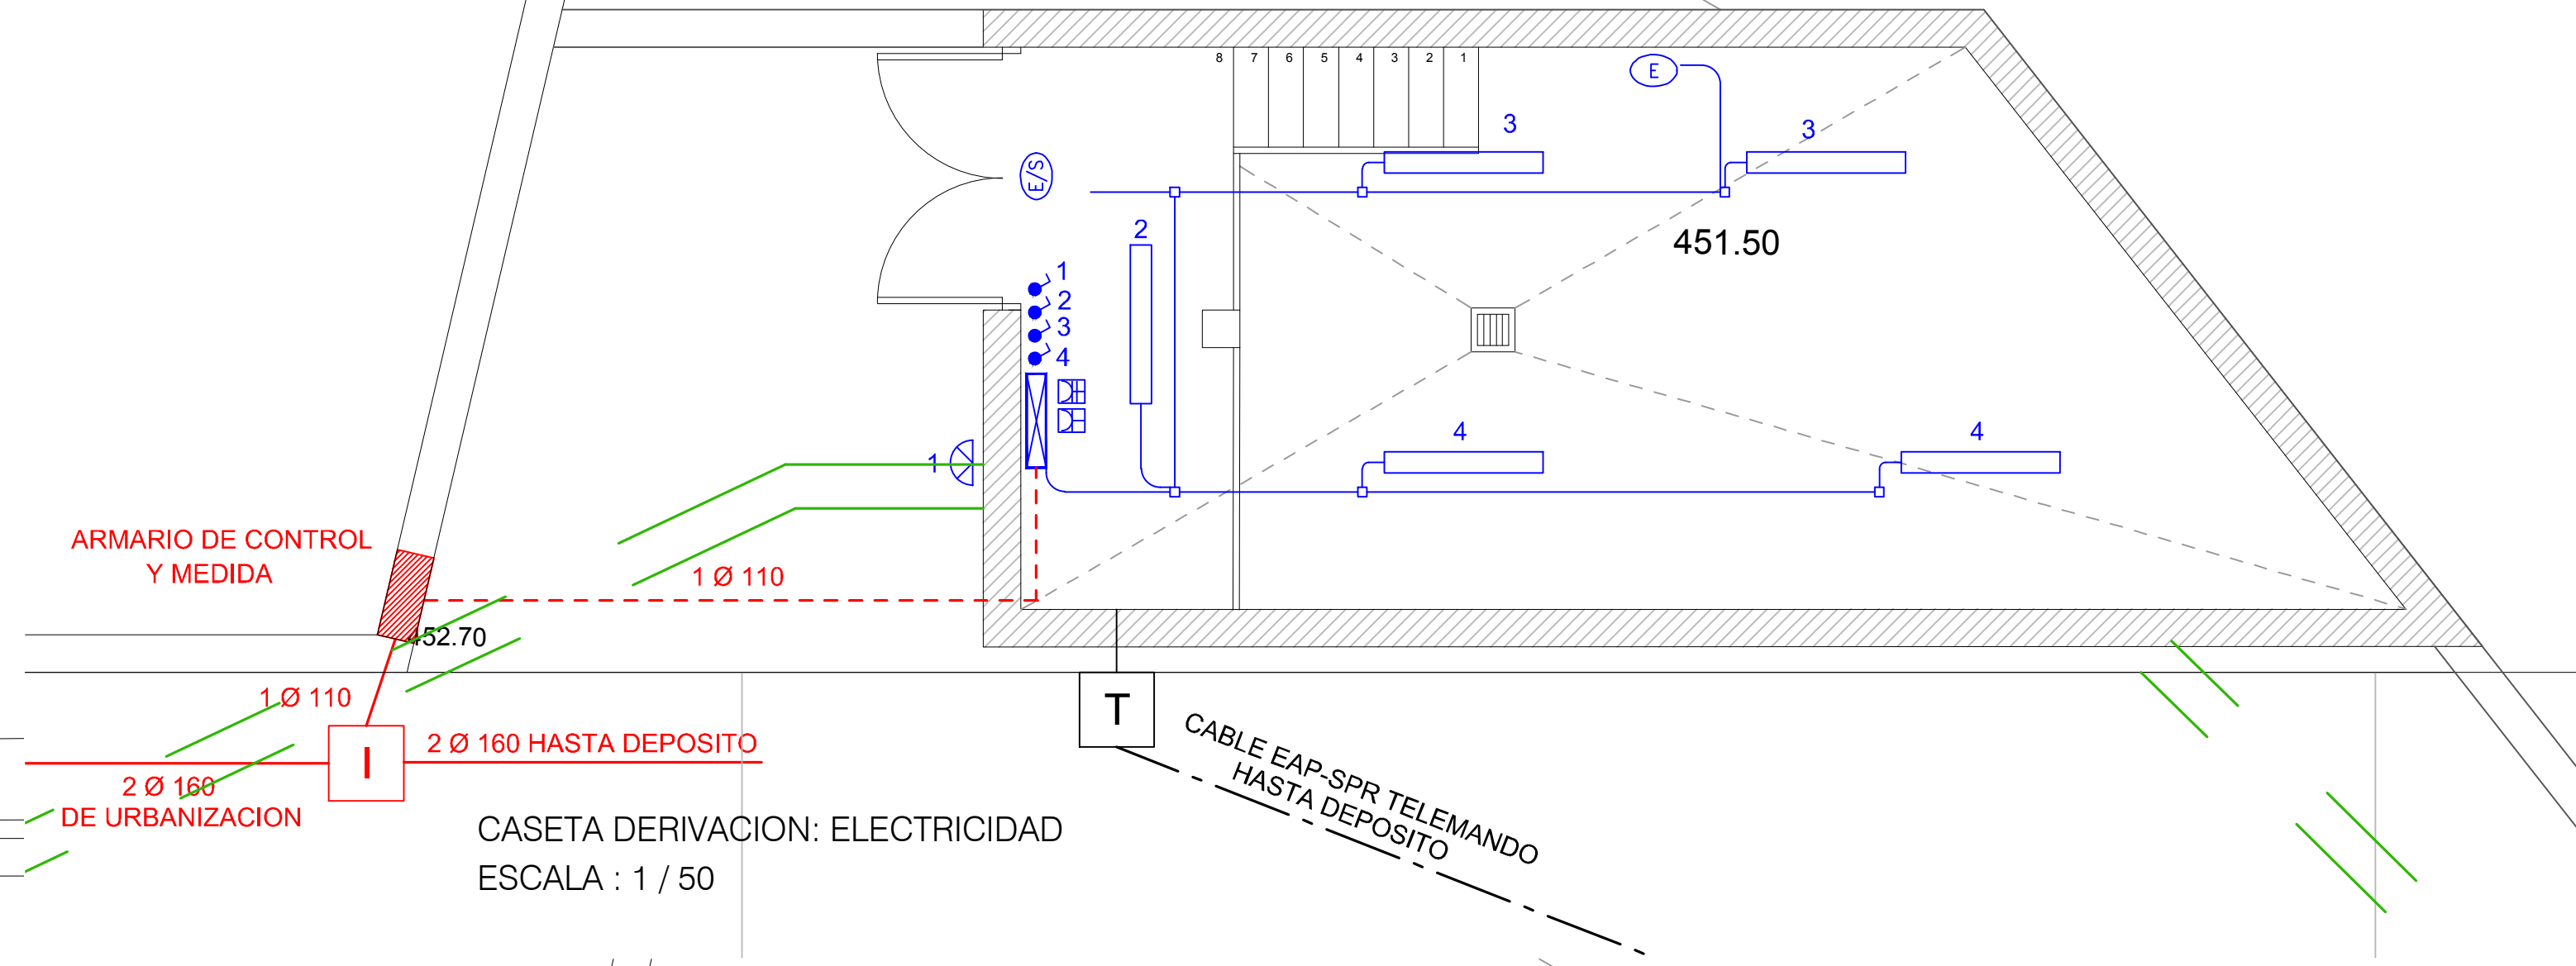 8 7 6 5 4 3 2 1
E
3
3
E/S
2
451.50
1
2
3
4
1
4
4
ARMARIO DE CONTROL
Y MEDIDA
1 Ø 110
452.70
1 Ø 110
I
2 Ø 160 HASTA DEPOSITO
2 Ø 160
DE URBANIZACION
T
CABLE EAP-SPR TELEMANDO
HASTA DEPOSITO
CASETA DERIVACION: ELECTRICIDAD
ESCALA : 1 / 50